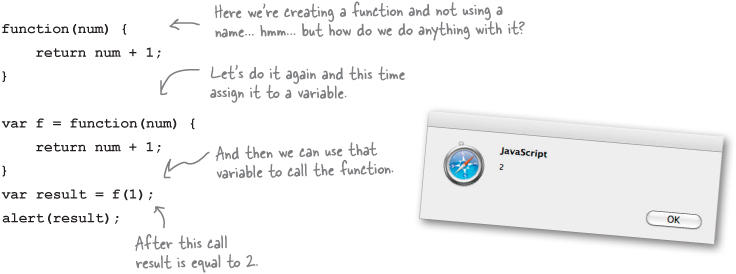 Here we're creating a function and not using a
name... hmm... but how do we do anything with it?
function(num) {
return num + 1;
}
Let's do it again and this time
assign it to a variable.
var f = function(num) {
return num + 1;
}
And then we can use that
variable to call the function.
var result = f(1);
alert(result);
After this call
result is equal to 2.
JavaScript
2
OK